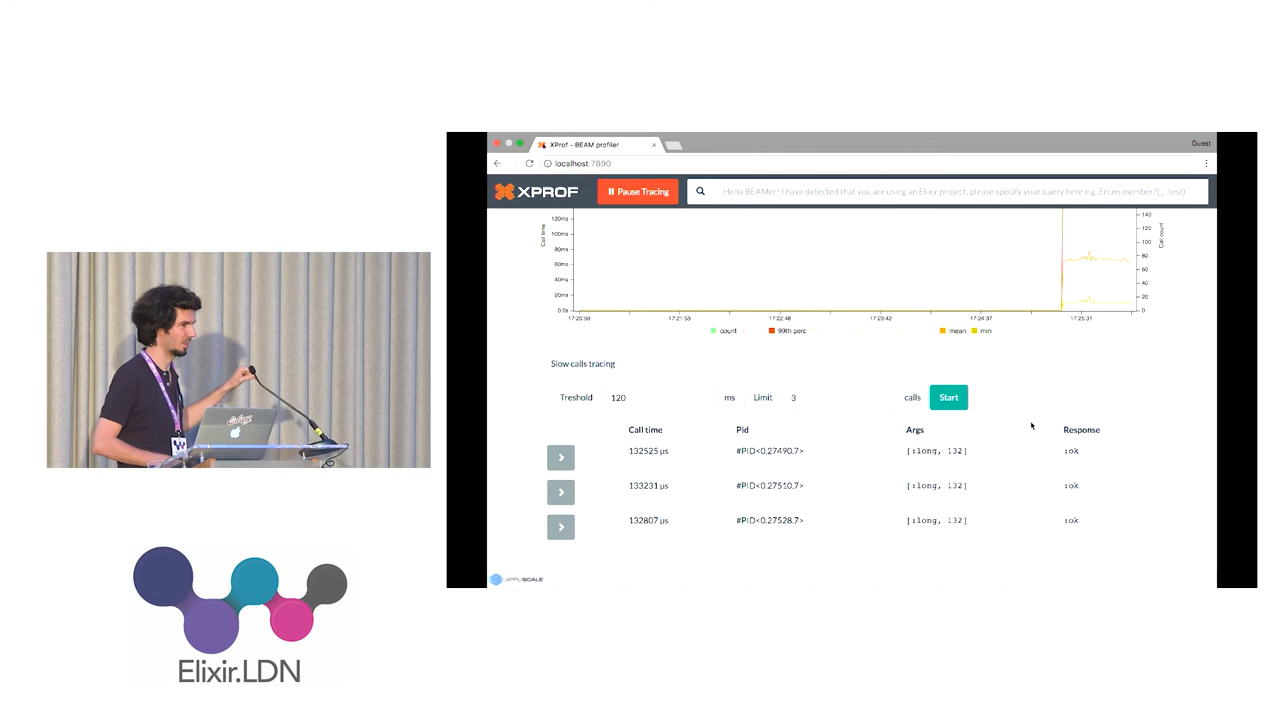 XProf – BEAM profiler
Guest
localhost:7890
XPROF
Pause Tracing
Hello BEAMer! I have detected that you are using an Elixir project, please specify your query here e.g. Enum.member?(_, :test)
Call time
120ms
100ms
80ms
60ms
40ms
20ms
0.0s
140
120
100
80
60
40
20
0
Call count
17:20:59
17:21:53
17:22:48
17:23:42
17:24:37
17:25:31
count
99th perc
mean
min
Slow calls tracing
Treshold 120 ms Limit 3 calls Start
Call time Pid Args Response
132525 µs #PID<0.27490.7> [:long, 132] :ok
133231 µs #PID<0.27510.7> [:long, 132] :ok
132807 µs #PID<0.27528.7> [:long, 132] :ok
APPLISCALE
Elixir.LDN